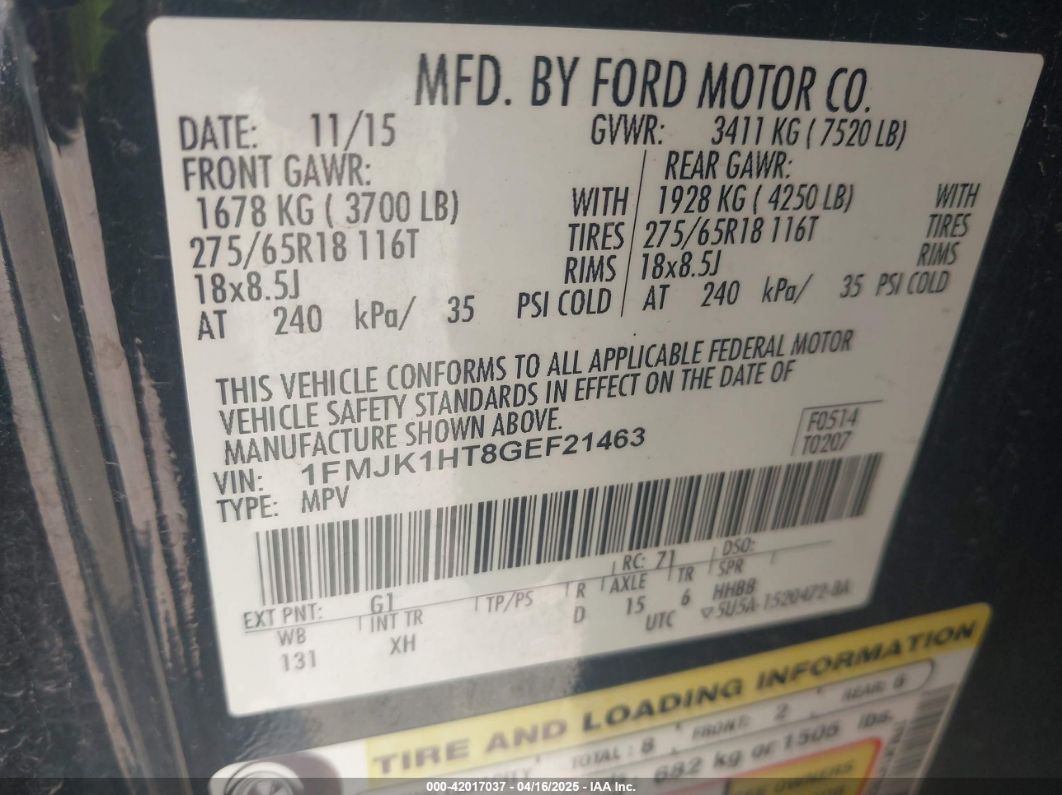 MFD. BY FORD MOTOR CO.
DATE: 11/15 GVWR: 3411 KG ( 7520 LB)
FRONT GAWR: REAR GAWR:
1678 KG ( 3700 LB) WITH 1928 KG ( 4250 LB) WITH
275/65R18 116T TIRES 275/65R18 116T TIRES
18x8.5J RIMS 18x8.5J RIMS
AT 240 kPa/ 35 PSI COLD AT 240 kPa/ 35 PSI COLD
THIS VEHICLE CONFORMS TO ALL APPLICABLE FEDERAL MOTOR
VEHICLE SAFETY STANDARDS IN EFFECT ON THE DATE OF
MANUFACTURE SHOWN ABOVE.
F0514
T0207
VIN: 1FMJK1HT8GEF21463
TYPE: MPV
EXT PNT: G1 RC: 71 DSO:
WB INT TR TP/PS R AXLE TR SPR
131 XH D 15 6 HHBB
UTC ▽5U5A-1520472-BA
TIRE AND LOADING INFORMATION
TOTAL : 8 FRONT: 2 REAR: 6
682 kg or 1505 lbs.
000-42017037 - 04/16/2025 - IAA Inc.